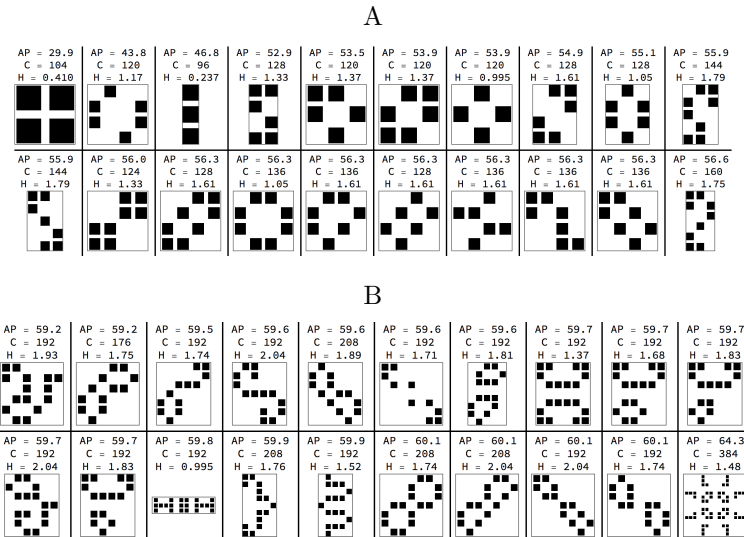 A
AP = 29.9 AP = 43.8 AP = 46.8 AP = 52.9 AP = 53.5 AP = 53.9 AP = 53.9 AP = 54.9 AP = 55.1 AP = 55.9
C = 104 C = 120 C = 96 C = 128 C = 120 C = 120 C = 120 C = 128 C = 128 C = 144
H = 0.410 H = 1.17 H = 0.237 H = 1.33 H = 1.37 H = 1.37 H = 0.995 H = 1.61 H = 1.05 H = 1.79
AP = 55.9 AP = 56.0 AP = 56.3 AP = 56.3 AP = 56.3 AP = 56.3 AP = 56.3 AP = 56.3 AP = 56.3 AP = 56.6
C = 144 C = 124 C = 128 C = 136 C = 136 C = 128 C = 136 C = 136 C = 136 C = 160
H = 1.79 H = 1.33 H = 1.61 H = 1.05 H = 1.61 H = 1.61 H = 1.61 H = 1.61 H = 1.61 H = 1.75
B
AP = 59.2 AP = 59.2 AP = 59.5 AP = 59.6 AP = 59.6 AP = 59.6 AP = 59.6 AP = 59.7 AP = 59.7 AP = 59.7
C = 192 C = 176 C = 192 C = 192 C = 208 C = 192 C = 192 C = 192 C = 192 C = 192
H = 1.93 H = 1.75 H = 1.74 H = 2.04 H = 1.89 H = 1.71 H = 1.81 H = 1.37 H = 1.68 H = 1.83
AP = 59.7 AP = 59.7 AP = 59.8 AP = 59.9 AP = 59.9 AP = 60.1 AP = 60.1 AP = 60.1 AP = 60.1 AP = 64.3
C = 192 C = 192 C = 192 C = 208 C = 192 C = 208 C = 208 C = 192 C = 192 C = 384
H = 2.04 H = 1.83 H = 0.995 H = 1.76 H = 1.52 H = 1.74 H = 2.04 H = 2.04 H = 1.74 H = 1.48